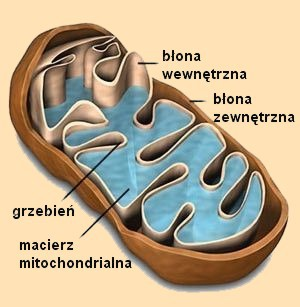 błona
wewnętrzna
błona
zewnętrzna
grzebień
macierz
mitochondrialna